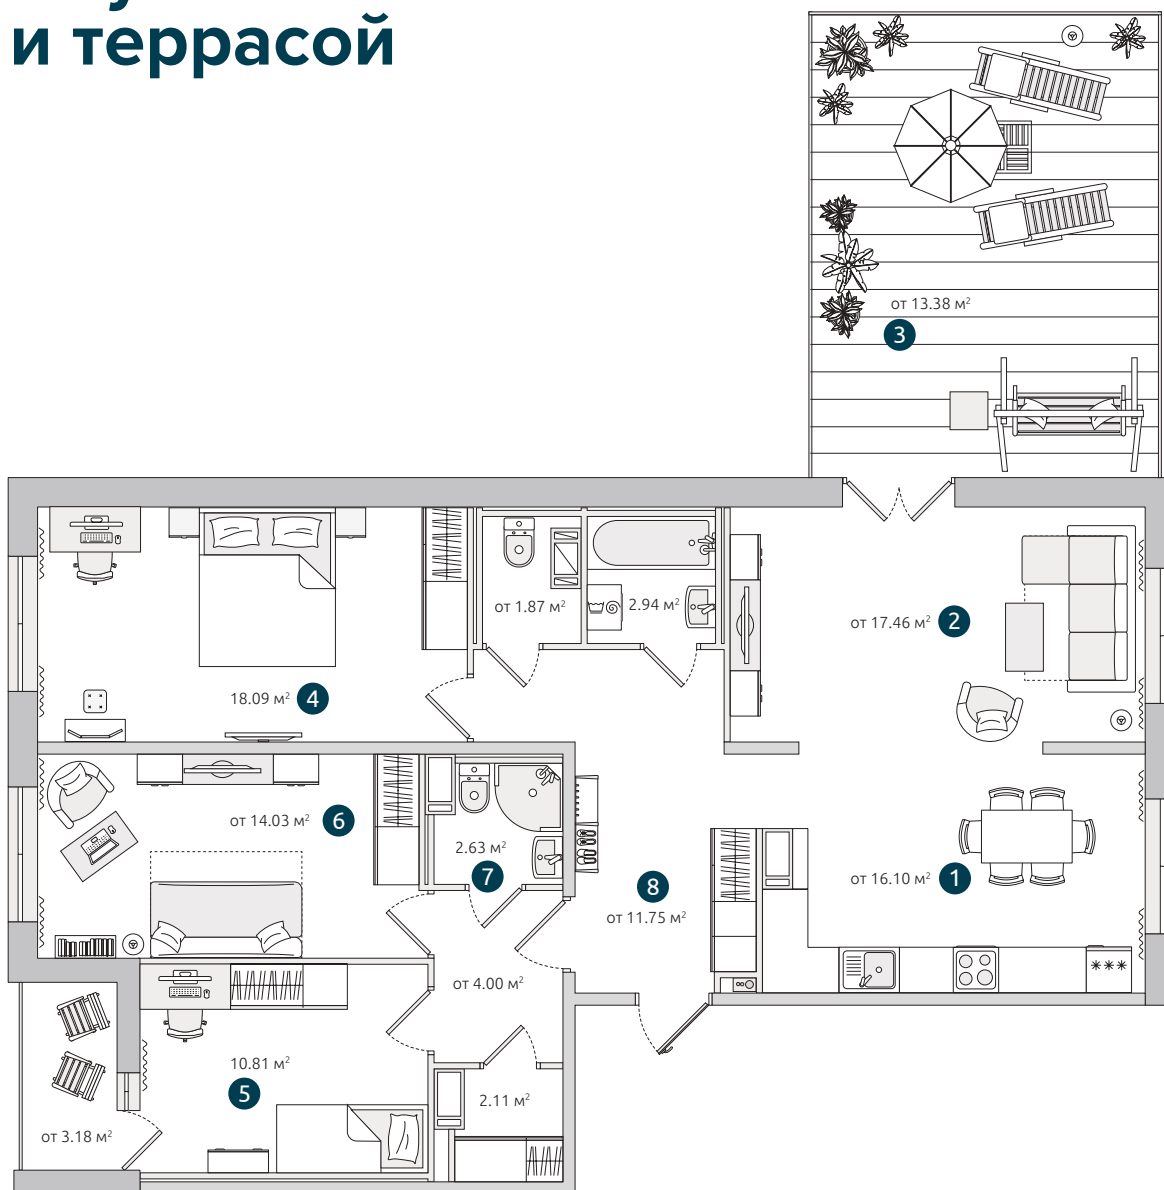 и террасой
от 13.38 м²
3
от 1.87 м²
2.94 м²
от 17.46 м²
2
18.09 м²
4
от 14.03 м²
6
2.63 м²
7
8
от 11.75 м²
от 16.10 м²
1
от 4.00 м²
10.81 м²
5
2.11 м²
от 3.18 м²